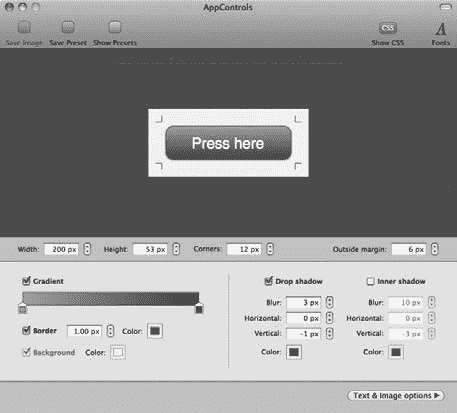 AppControls
Save Image Save Preset Show Presets CSS Show CSS A Fonts
Press here
Width: 200 px Height: 53 px Corners: 12 px Outside margin: 6 px
Gradient Drop shadow Inner shadow
Blur: 3 px Blur: 10 px
Horizontal: 0 px Horizontal: 0 px
Border 1.00 px Color: Vertical: -1 px Vertical: -3 px
Background Color: Color: Color:
Text & Image options